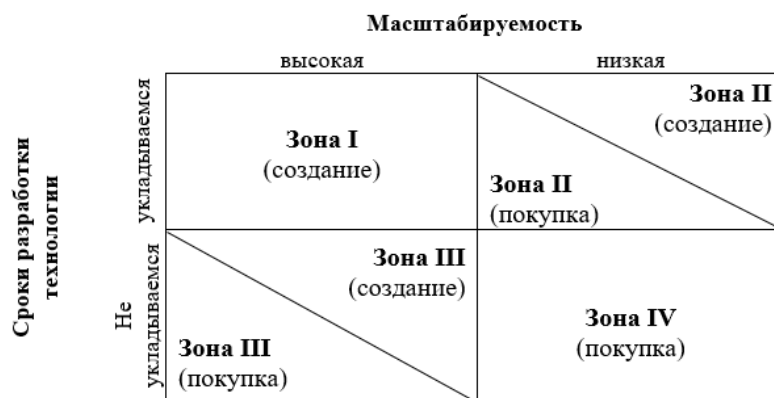 Масштабируемость
высокая
низкая
Сроки разработки
технологии
укладываемся
Зона I
(создание)
Зона II
(создание)
Зона II
(покупка)
Не
укладываемся
Зона III
(создание)
Зона III
(покупка)
Зона IV
(покупка)